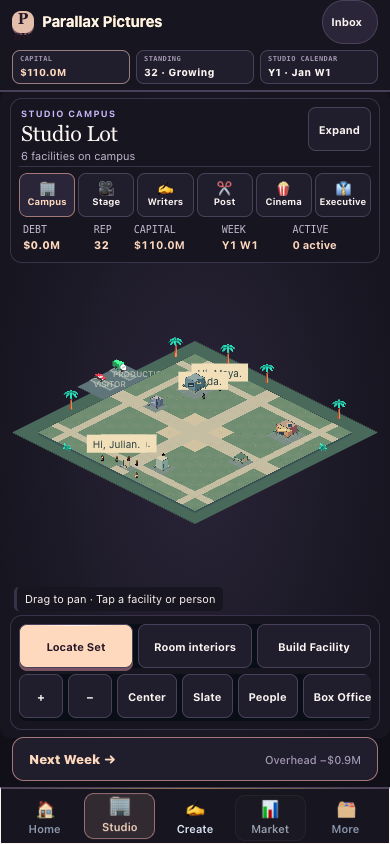 P
Parallax Pictures
Inbox
CAPITAL
$110.0M
STANDING
32 · Growing
STUDIO CALENDAR
Y1 · Jan W1
STUDIO CAMPUS
Studio Lot
6 facilities on campus
Expand
Campus
Stage
Writers
Post
Cinema
Executive
DEBT
REP
CAPITAL
WEEK
ACTIVE
$0.0M
32
$110.0M
Y1 W1
0 active
VISITOR
Hi, Julian.
Drag to pan · Tap a facility or person
Locate Set
Room interiors
Build Facility
+
−
Center
Slate
People
Box Office
Next Week →
Overhead −$0.9M
Home
Studio
Create
Market
More